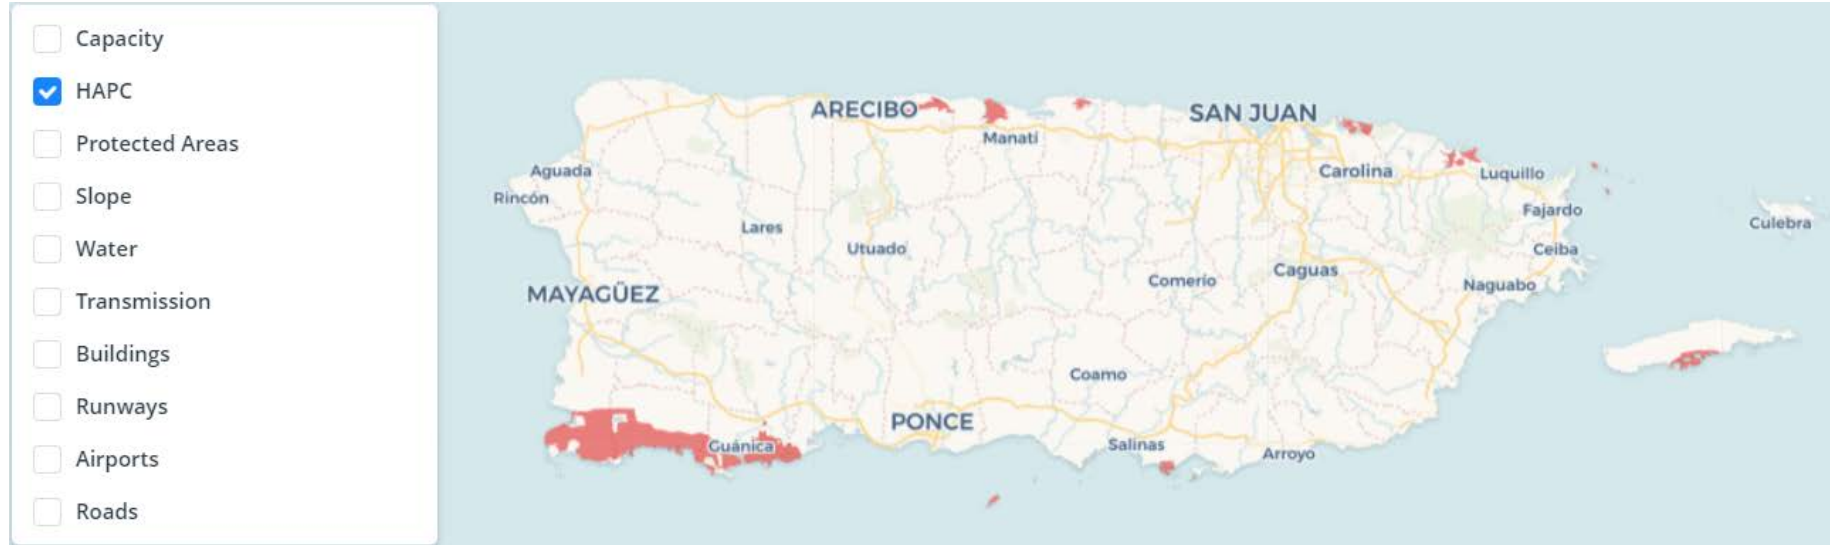 Capacity
HAPC
Protected Areas
Slope
Water
Transmission
Buildings
Runways
Airports
Roads
ARECIBO
SAN JUAN
Manatí
Aguada
Carolina
Luquillo
Rincón
Fajardo
Culebra
Lares
Utuado
Ceiba
Caguas
Comerío
Naguabo
MAYAGÜEZ
Coamo
PONCE
Guánica
Salinas
Arroyo